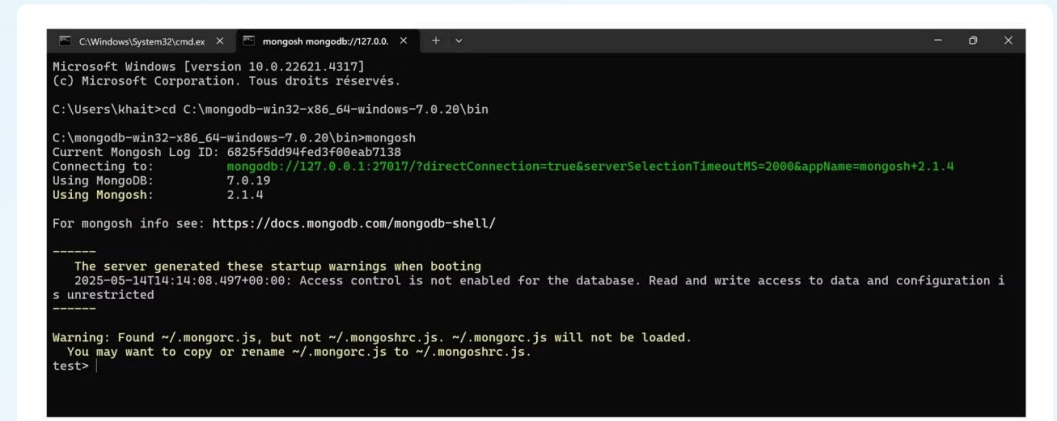 C:\Windows\System32\cmd.ex
mongosh mongodb://127.0.0.
Microsoft Windows [version 10.0.22621.4317]
(c) Microsoft Corporation. Tous droits réservés.
C:\Users\khait>cd C:\mongodb-win32-x86_64-windows-7.0.20\bin
C:\mongodb-win32-x86_64-windows-7.0.20\bin>mongosh
Current Mongosh Log ID: 6825f5dd94fed3f00eab7138
Connecting to: mongodb://127.0.0.1:27017/?directConnection=true&serverSelectionTimeoutMS=2000&appName=mongosh+2.1.4
Using MongoDB: 7.0.19
Using Mongosh: 2.1.4
For mongosh info see: https://docs.mongodb.com/mongodb-shell/
------
The server generated these startup warnings when booting
2025-05-14T14:14:08.497+00:00: Access control is not enabled for the database. Read and write access to data and configuration i
s unrestricted
------
Warning: Found ~/.mongorc.js, but not ~/.mongoshrc.js. ~/.mongorc.js will not be loaded.
You may want to copy or rename ~/.mongorc.js to ~/.mongoshrc.js.
test>